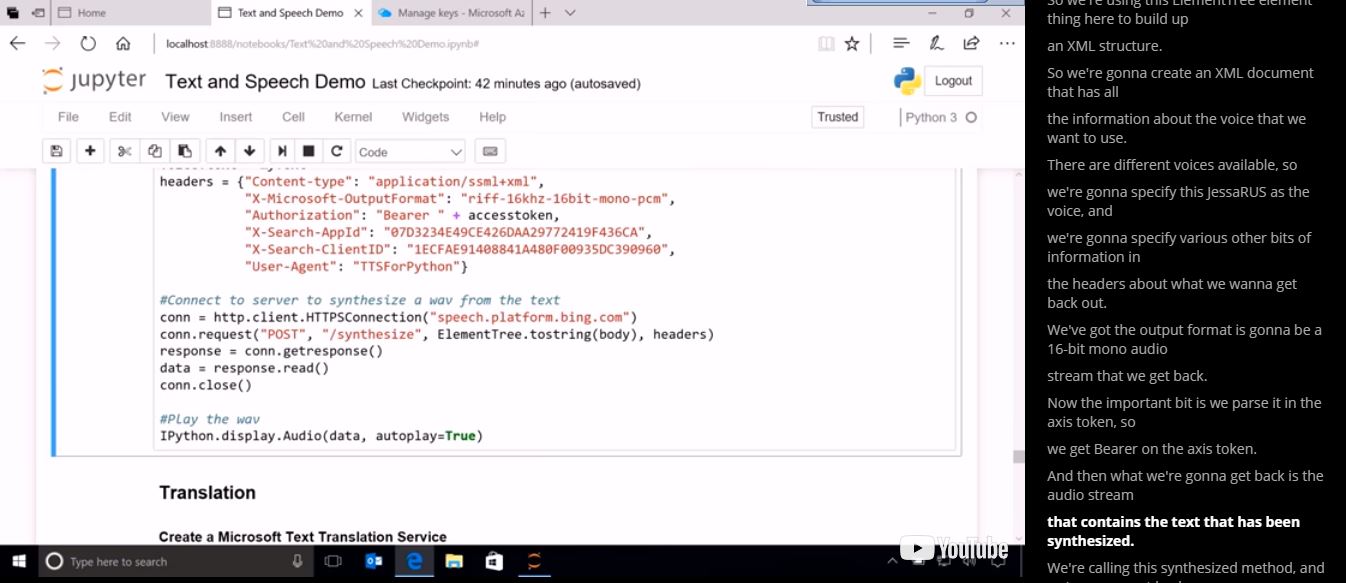 Home
Text and Speech Demo
Manage keys - Microsoft Az
localhost:8888/notebooks/Text%20and%20Speech%20Demo.ipynb#
jupyter Text and Speech Demo Last Checkpoint: 42 minutes ago (autosaved)
Logout
File Edit View Insert Cell Kernel Widgets Help
Trusted
Python 3
Code
headers = {"Content-type": "application/ssml+xml",
"X-Microsoft-OutputFormat": "riff-16khz-16bit-mono-pcm",
"Authorization": "Bearer " + accesstoken,
"X-Search-AppId": "07D3234E49CE426DAA29772419F436CA",
"X-Search-ClientID": "1ECFAE91408841A480F00935DC390960",
"User-Agent": "TTSForPython"}
#Connect to server to synthesize a wav from the text
conn = http.client.HTTPSConnection("speech.platform.bing.com")
conn.request("POST", "/synthesize", ElementTree.tostring(body), headers)
response = conn.getresponse()
data = response.read()
conn.close()
#Play the wav
IPython.display.Audio(data, autoplay=True)
Translation
Create a Microsoft Text Translation Service
Type here to search
YouTube
So we're using this ElementTree element
thing here to build up
an XML structure.
So we're gonna create an XML document
that has all
the information about the voice that we
want to use.
There are different voices available, so
we're gonna specify this JessaRUS as the
voice, and
we're gonna specify various other bits of
information in
the headers about what we wanna get
back out.
We've got the output format is gonna be a
16-bit mono audio
stream that we get back.
Now the important bit is we parse it in the
axis token, so
we get Bearer on the axis token.
And then what we're gonna get back is the
audio stream
that contains the text that has been
synthesized.
We're calling this synthesized method, and